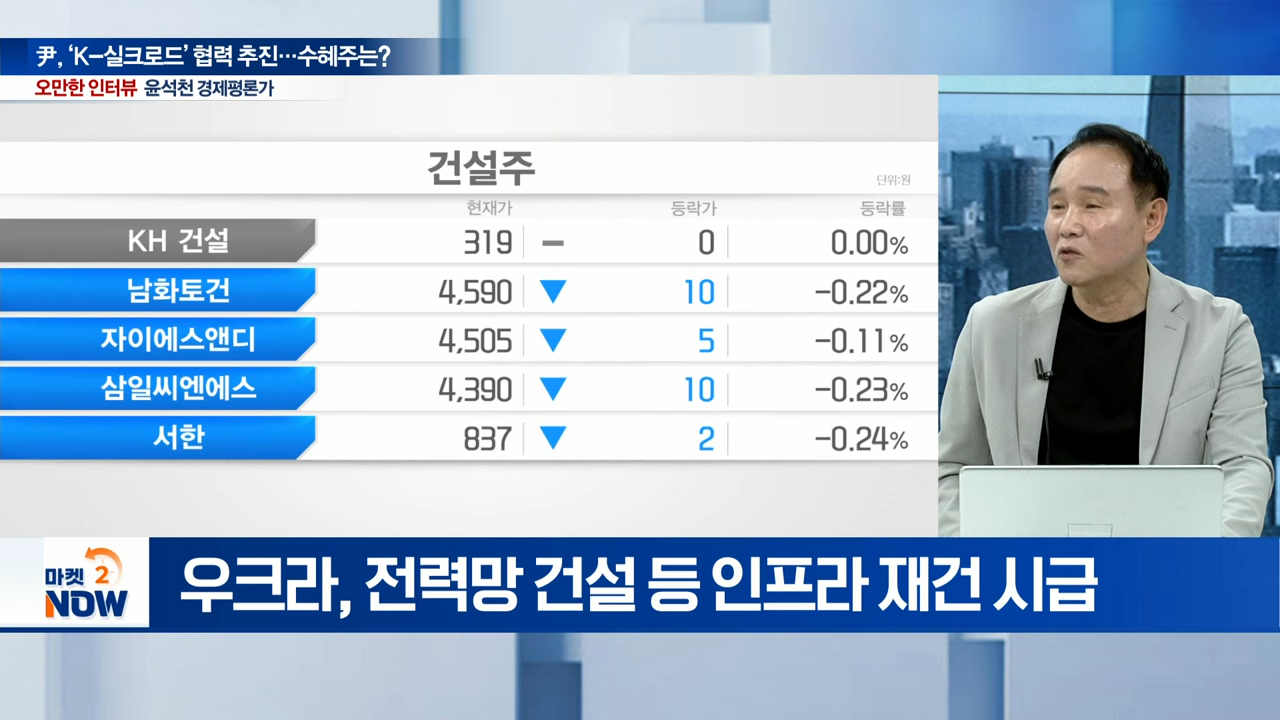 尹, ‘K-실크로드’ 협력 추진…수혜주는?
오만한 인터뷰 윤석천 경제평론가
건설주
단위:원
현재가 등락가 등락률
KH 건설 319 – 0 0.00%
남화토건 4,590 ▼ 10 -0.22%
자이에스앤디 4,505 ▼ 5 -0.11%
삼일씨엔에스 4,390 ▼ 10 -0.23%
서한 837 ▼ 2 -0.24%
마켓 2
NOW
우크라, 전력망 건설 등 인프라 재건 시급